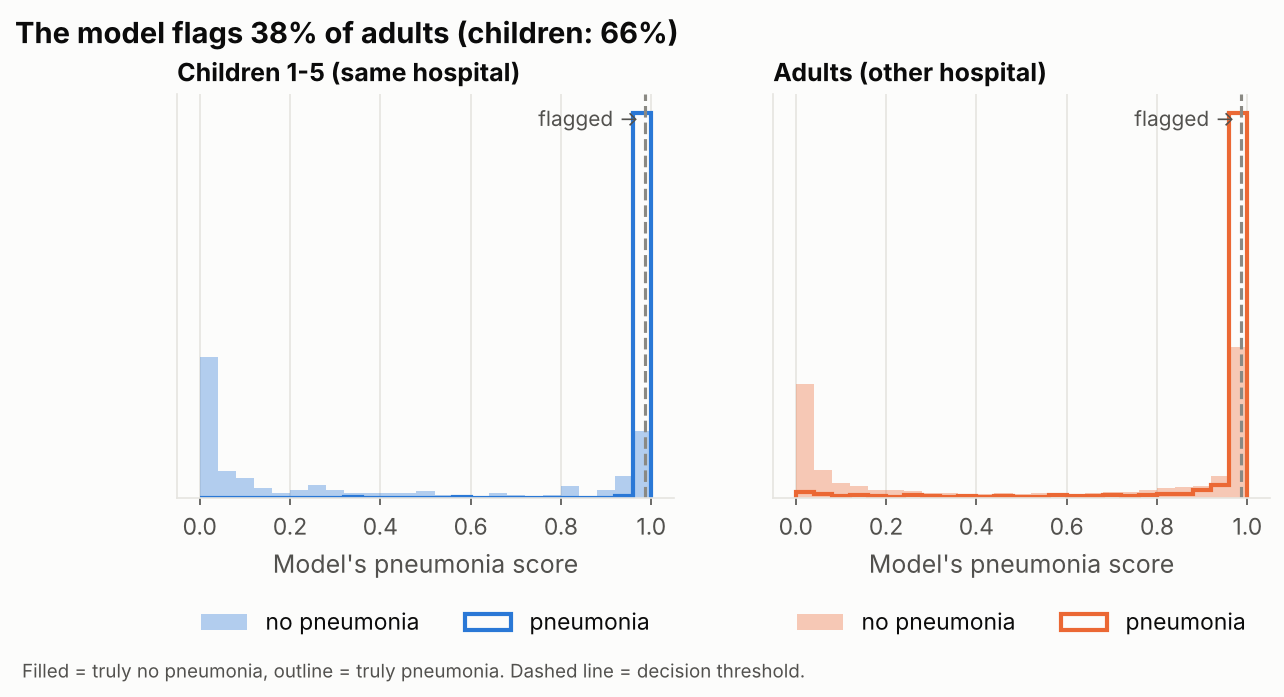 The model flags 38% of adults (children: 66%)
Children 1-5 (same hospital)
Adults (other hospital)
flagged →
flagged →
0.0 0.2 0.4 0.6 0.8 1.0
0.0 0.2 0.4 0.6 0.8 1.0
Model's pneumonia score
Model's pneumonia score
no pneumonia pneumonia
no pneumonia pneumonia
Filled = truly no pneumonia, outline = truly pneumonia. Dashed line = decision threshold.